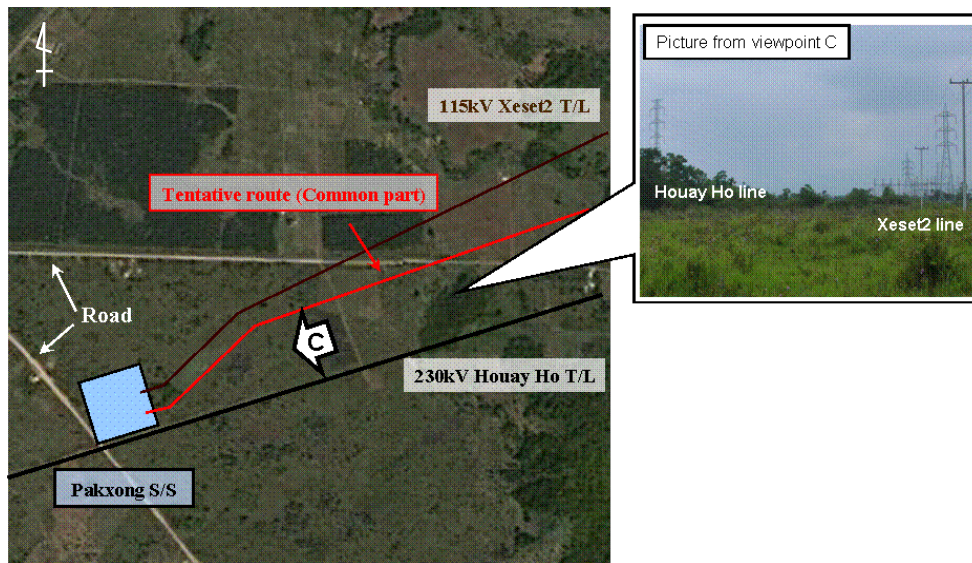 Picture from viewpoint C
115kV Xeset2 T/L
Tentative route (Common part)
Houay Ho line
Xeset2 line
Road
C
230kV Houay Ho T/L
Pakxong S/S